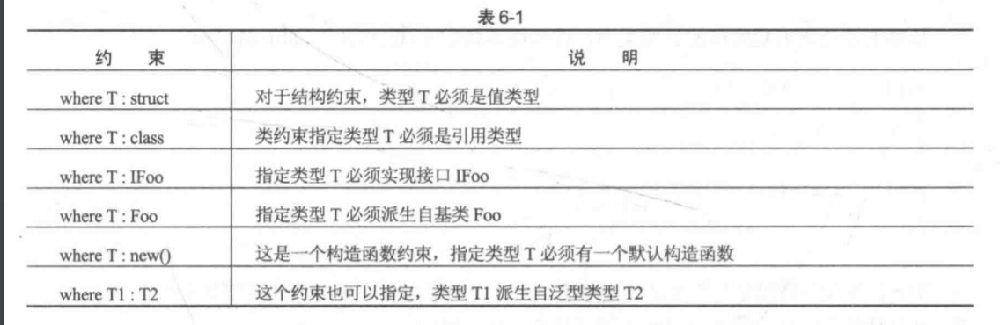 表 6-1
约 束 说 明
where T : struct 对于结构约束，类型 T 必须是值类型
where T : class 类约束指定类型 T 必须是引用类型
where T : IFoo 指定类型 T 必须实现接口 IFoo
where T : Foo 指定类型 T 必须派生自基类 Foo
where T : new() 这是一个构造函数约束，指定类型 T 必须有一个默认构造函数
where T1 : T2 这个约束也可以指定，类型 T1 派生自泛型类型 T2